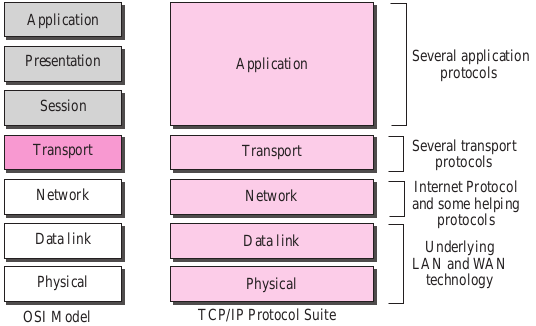 Application
Presentation
Session
Transport
Network
Data link
Physical
OSI Model
Application
Transport
Network
Data link
Physical
TCP/IP Protocol Suite
Several application
protocols
Several transport
protocols
Internet Protocol
and some helping
protocols
Underlying
LAN and WAN
technology